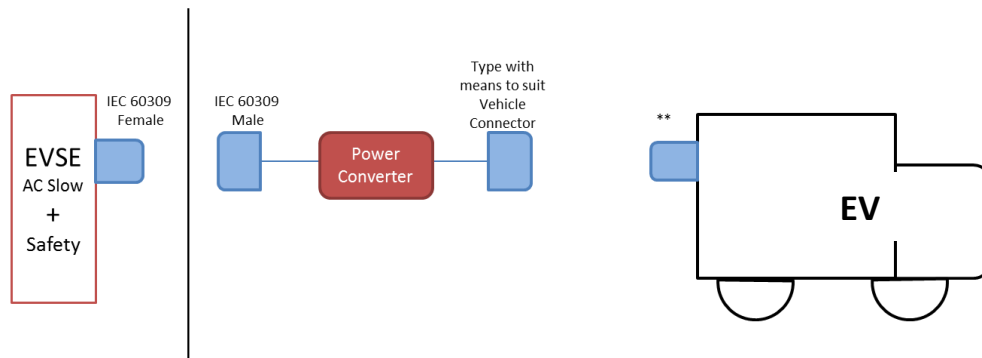 EVSE
AC Slow
+
Safety
IEC 60309
Female
IEC 60309
Male
Power
Converter
Type with
means to suit
Vehicle
Connector
**
EV